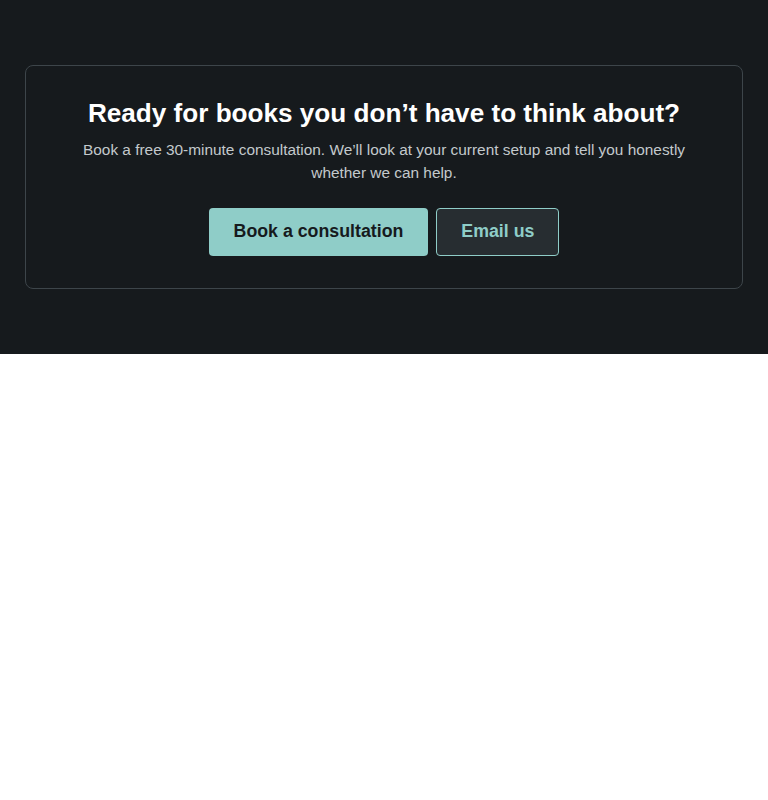 Ready for books you don’t have to think about?
Book a free 30-minute consultation. We’ll look at your current setup and tell you honestly
whether we can help.
Book a consultation
Email us